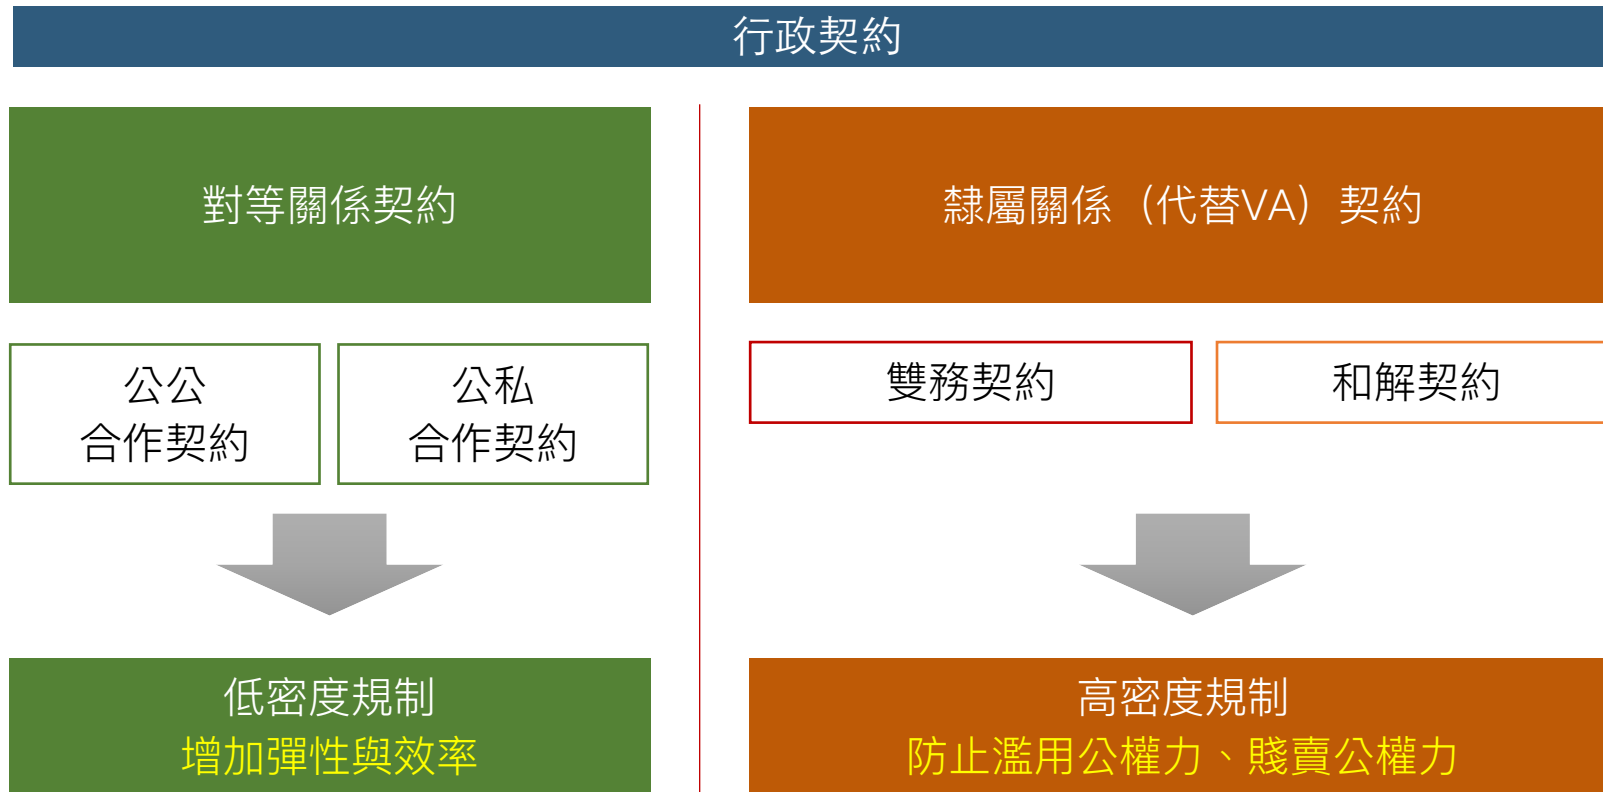 行政契約
對等關係契約
隸屬關係（代替VA）契約
公公
合作契約
公私
合作契約
雙務契約
和解契約
低密度規制
增加彈性與效率
高密度規制
防止濫用公權力、賤賣公權力